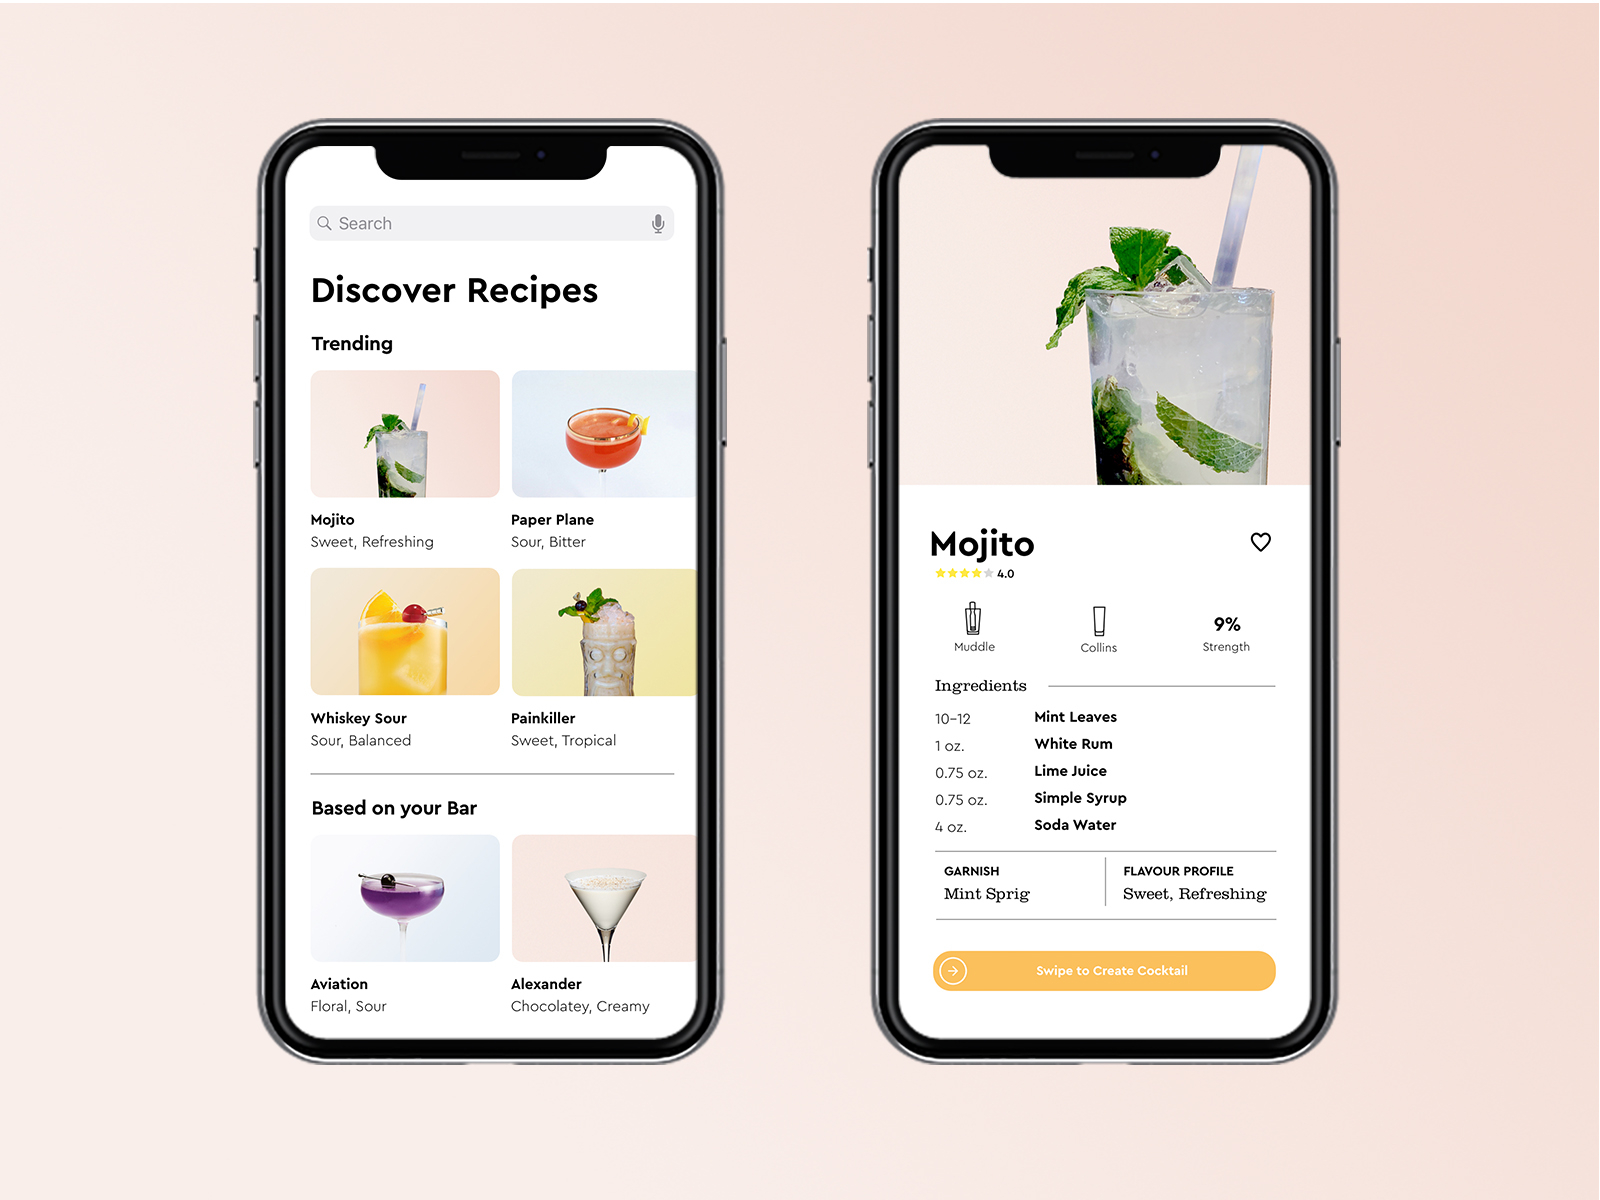 Search
Discover Recipes
Trending
Mojito
Sweet, Refreshing
Paper Plane
Sour, Bitter
Whiskey Sour
Sour, Balanced
Painkiller
Sweet, Tropical
Based on your Bar
Aviation
Floral, Sour
Alexander
Chocolatey, Creamy
Mojito
4.0
Muddle
Collins
9%
Strength
Ingredients
10-12 Mint Leaves
1 oz. White Rum
0.75 oz. Lime Juice
0.75 oz. Simple Syrup
4 oz. Soda Water
GARNISH
Mint Sprig
FLAVOUR PROFILE
Sweet, Refreshing
Swipe to Create Cocktail